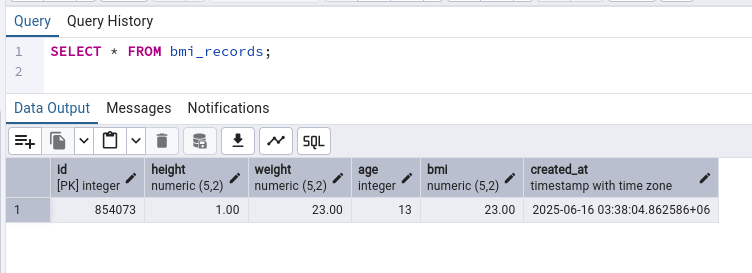 Query Query History
1 SELECT * FROM bmi_records;
2
Data Output Messages Notifications
SQL
id height weight age bmi created_at
[PK] integer numeric (5,2) numeric (5,2) integer numeric (5,2) timestamp with time zone
1 854073 1.00 23.00 13 23.00 2025-06-16 03:38:04.862586+06